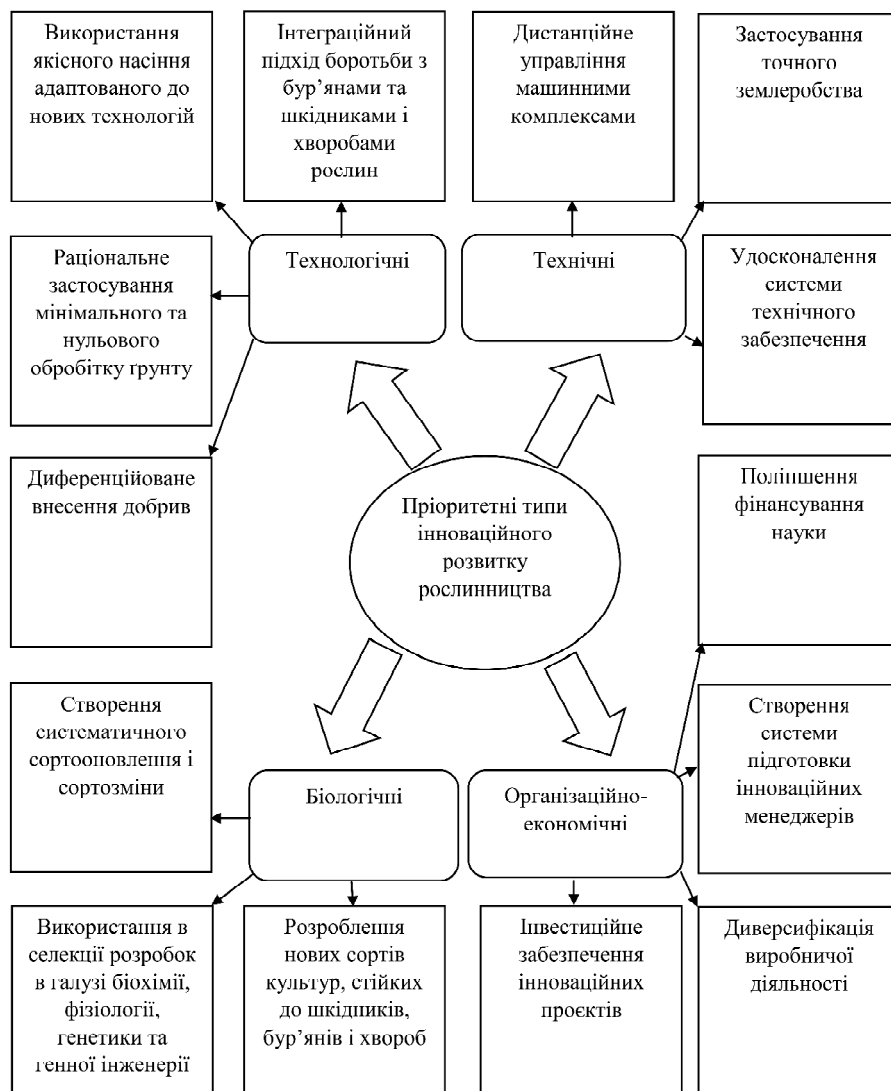 Використання
якісного насіння
адаптованого до
нових технологій
Інтеграційний
підхід боротьби з
бур’янами та
шкідниками і
хворобами
рослин
Дистанційне
управління
машинними
комплексами
Застосування
точного
землеробства
Раціональне
застосування
мінімального та
нульового
обробітку ґрунту
Технологічні
Технічні
Удосконалення
системи
технічного
забезпечення
Диференційоване
внесення добрив
Пріоритетні типи
інноваційного
розвитку
рослинництва
Поліпшення
фінансування
науки
Створення
систематичного
сортооновлення і
сортозміни
Біологічні
Організаційно-
економічні
Створення
системи
підготовки
інноваційних
менеджерів
Використання в
селекції розробок
в галузі біохімії,
фізіології,
генетики та
генної інженерії
Розроблення
нових сортів
культур, стійких
до шкідників,
бур’янів і хвороб
Інвестиційне
забезпечення
інноваційних
проєктів
Диверсифікація
виробничої
діяльності